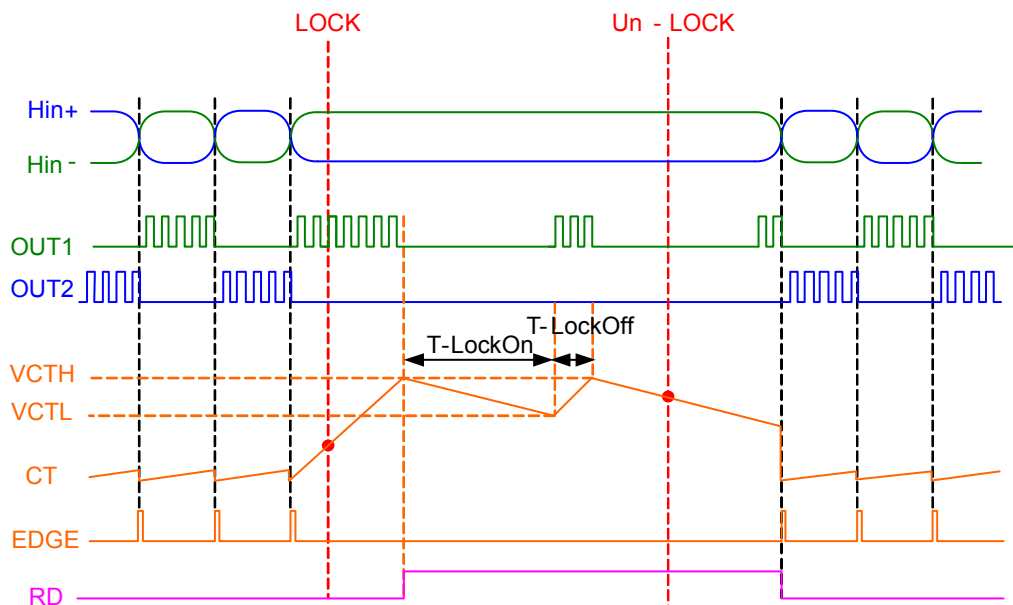 LOCK
Un - LOCK
Hin+
Hin-
OUT1
OUT2
T-LockOff
T-LockOn
VCTH
VCTL
CT
EDGE
RD